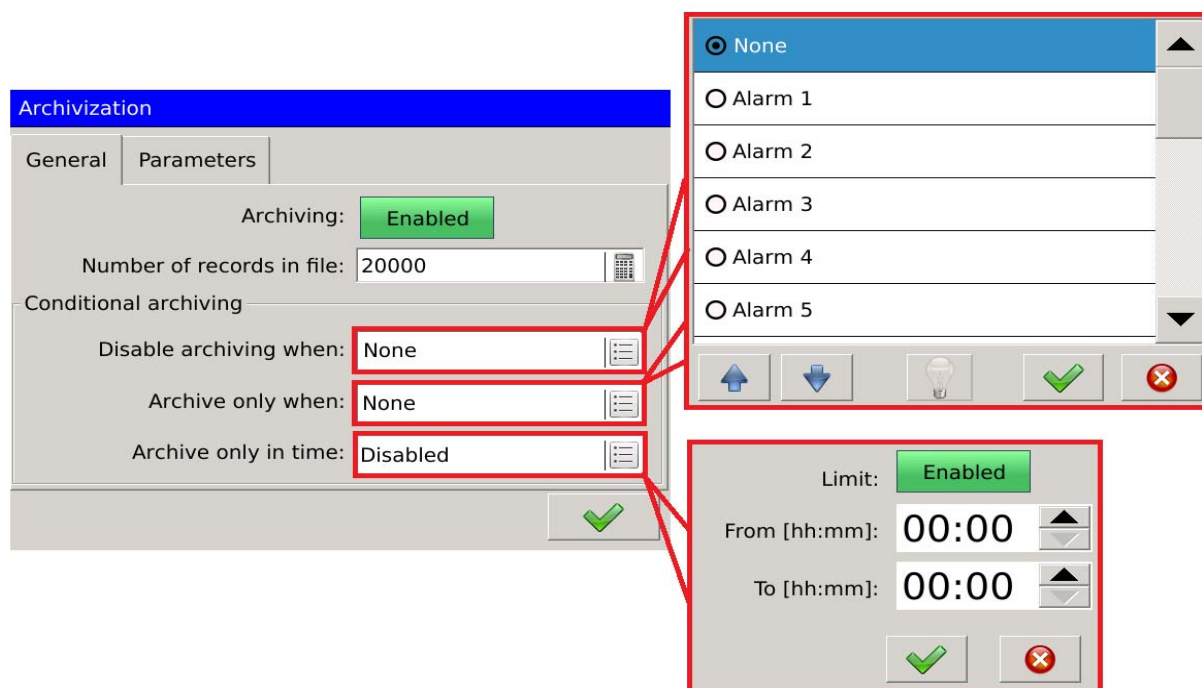 Archivization
General
Parameters
Archiving: Enabled
Number of records in file: 20000
Conditional archiving
Disable archiving when: None
Archive only when: None
Archive only in time: Disabled
None
Alarm 1
Alarm 2
Alarm 3
Alarm 4
Alarm 5
Limit: Enabled
From [hh:mm]: 00:00
To [hh:mm]: 00:00